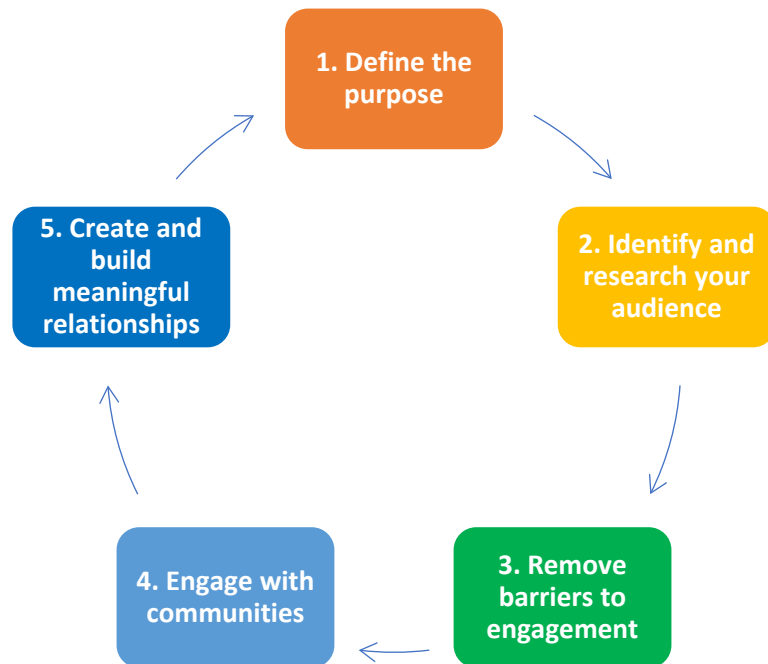 1. Define the
purpose
2. Identify and
research your
audience
3. Remove
barriers to
engagement
4. Engage with
communities
5. Create and
build
meaningful
relationships